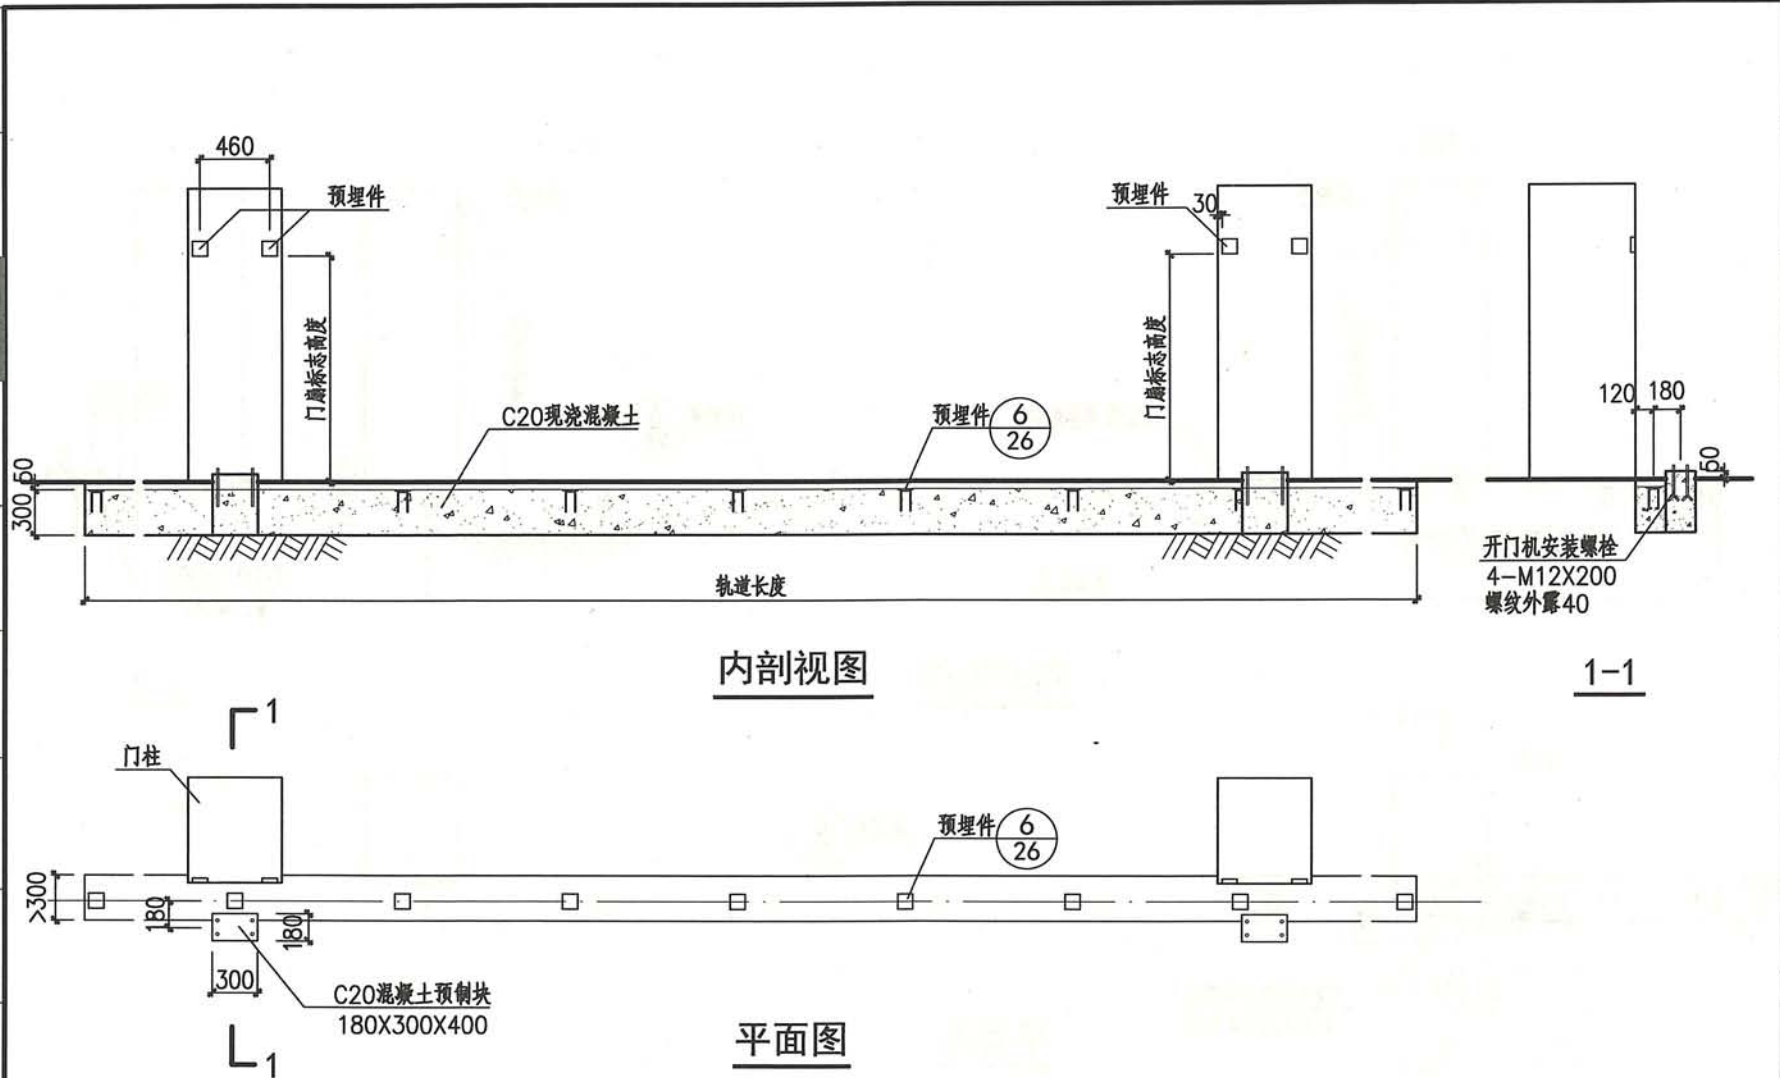 460
预埋件
预埋件
30
门扇标志高度
门扇标志高度
120
180
C20现浇混凝土
预埋件
6
26
50
50
300
开门机安装螺栓
4-M12X200
螺纹外露40
轨道长度
内剖视图
1-1
1
门柱
预埋件
6
26
>300
180
180
300
C20混凝土预制块
180X300X400
平面图
1